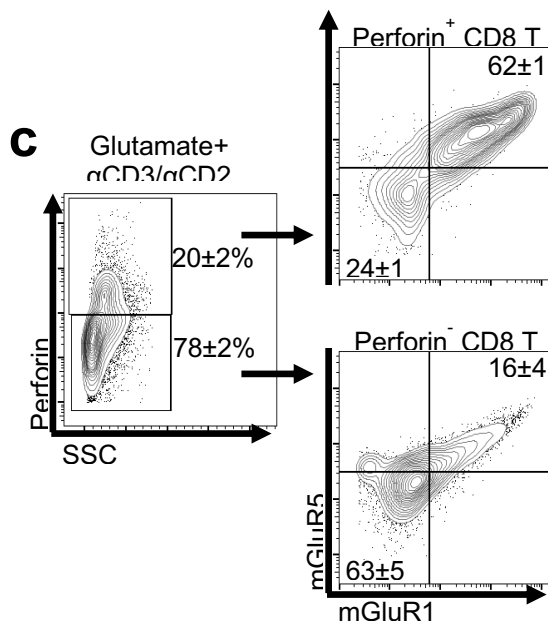 c
Glutamate+
αCD3/αCD2
20±2%
78±2%
Perforin
SSC
Perforin⁺ CD8 T
62±1
24±1
Perforin⁻ CD8 T
16±4
63±5
mGluR5
mGluR1